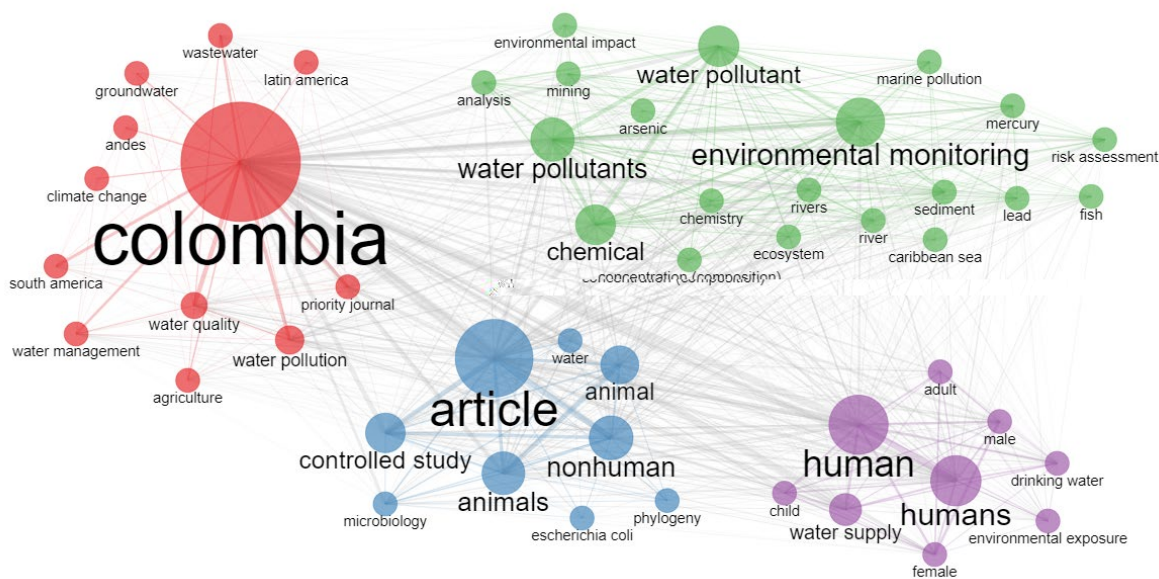 wastewater
latin america
groundwater
andes
climate change
colombia
south america
priority journal
water quality
water management
water pollution
agriculture
environmental impact
water pollutant
marine pollution
analysis
mining
arsenic
mercury
water pollutants
environmental monitoring
risk assessment
chemistry
rivers
sediment
lead
fish
chemical
ecosystem
river
caribbean sea
water
animal
article
controlled study
nonhuman
animals
microbiology
escherichia coli
phylogeny
adult
male
human
drinking water
child
water supply
humans
environmental exposure
female